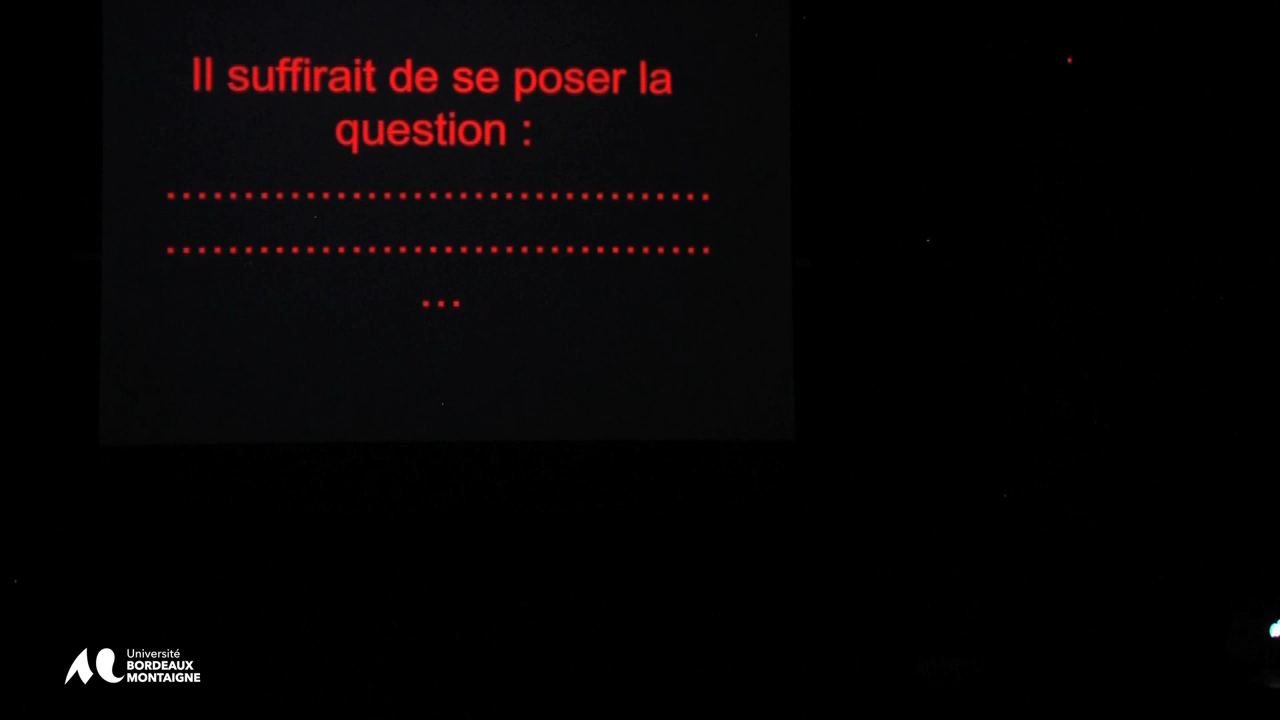 Il suffirait de se poser la
question :
...................................
...................................
...
Université
BORDEAUX
MONTAIGNE